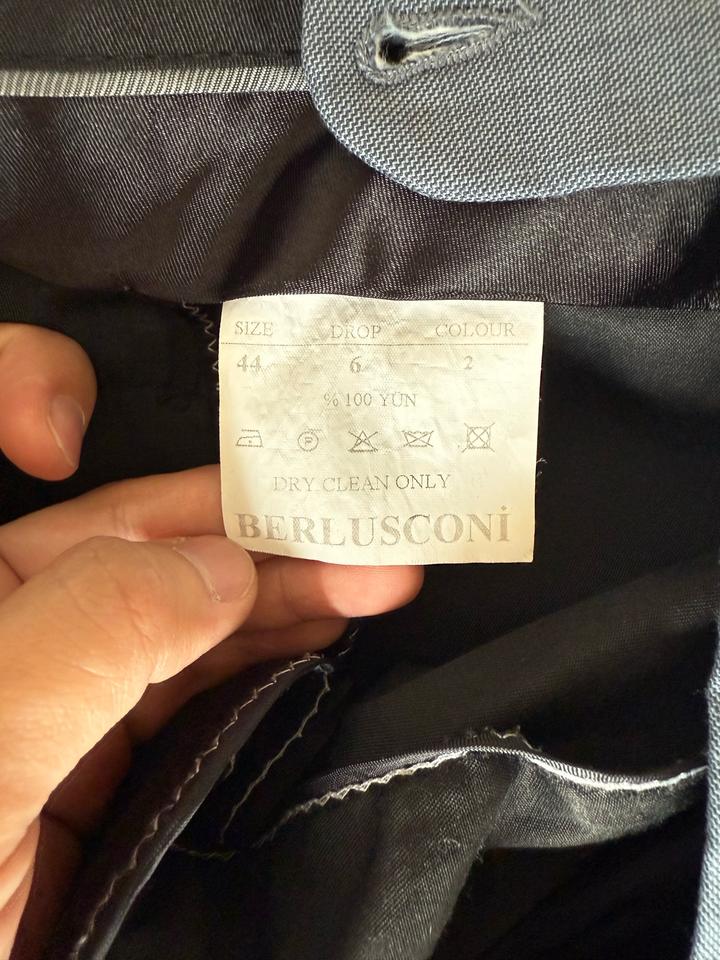 SIZE DROP COLOUR
44 6 2
% 100 YÜN
P
DRY CLEAN ONLY
BERLUSCONİ